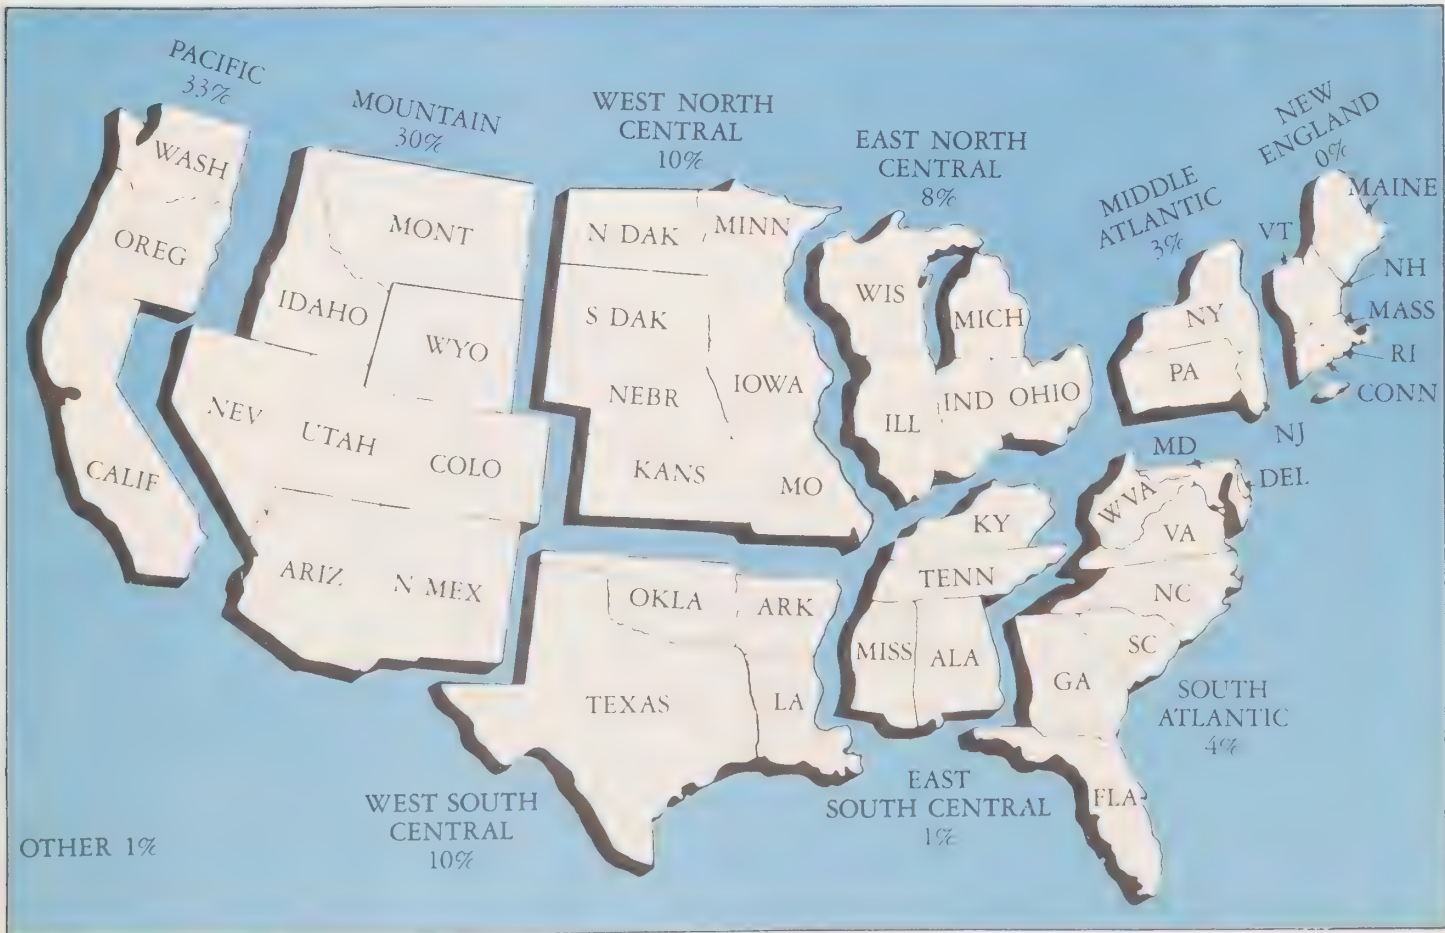 PACIFIC
33%
WASH
OREG
CALIF
MOUNTAIN
30%
MONT
IDAHO
WYO
NEV
UTAH
COLO
ARIZ
N MEX
WEST NORTH
CENTRAL
10%
N DAK
MINN
S DAK
NEBR
IOWA
KANS
MO
EAST NORTH
CENTRAL
8%
WIS
MICH
ILL
IND
OHIO
MIDDLE
ATLANTIC
3%
NY
PA
NJ
NEW
ENGLAND
0%
MAINE
VT
NH
MASS
RI
CONN
MD
DEL
WVA
VA
NC
SC
GA
FLA
SOUTH
ATLANTIC
4%
KY
TENN
MISS
ALA
EAST
SOUTH CENTRAL
1%
OKLA
ARK
TEXAS
LA
WEST SOUTH
CENTRAL
10%
OTHER 1%